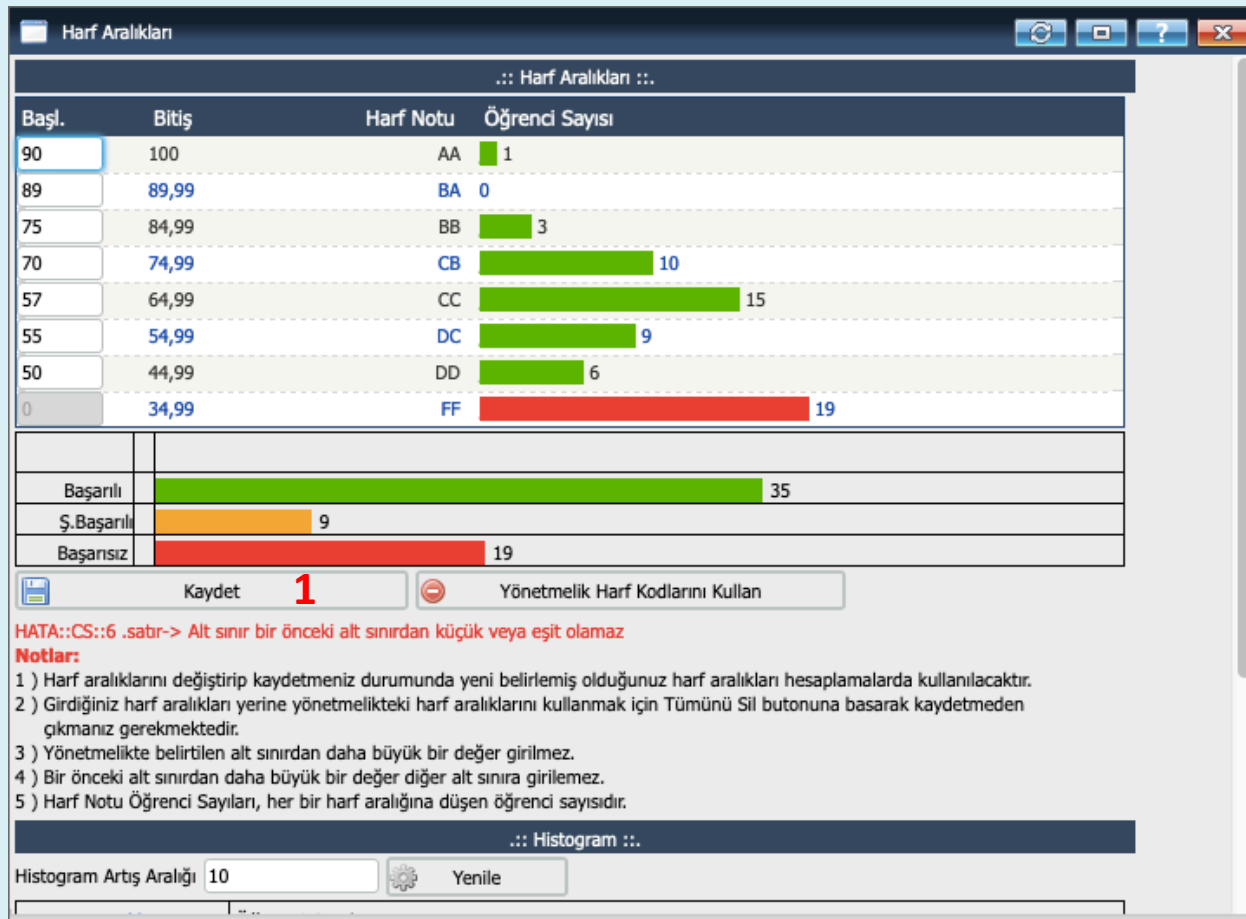 Harf Aralıkları
.:: Harf Aralıkları ::.
Başl. Bitiş Harf Notu Öğrenci Sayısı
90 100 AA 1
89 89,99 BA 0
75 84,99 BB 3
70 74,99 CB 10
57 64,99 CC 15
55 54,99 DC 9
50 44,99 DD 6
0 34,99 FF 19
Başarılı 35
Ş.Başarılı 9
Başarısız 19
Kaydet 1 Yönetmelik Harf Kodlarını Kullan
HATA::CS::6 .satır-> Alt sınır bir önceki alt sınırdan küçük veya eşit olamaz
Notlar:
1 ) Harf aralıklarını değiştirip kaydetmeniz durumunda yeni belirlemiş olduğunuz harf aralıkları hesaplamalarda kullanılacaktır.
2 ) Girdiğiniz harf aralıkları yerine yönetmelikteki harf aralıklarını kullanmak için Tümünü Sil butonuna basarak kaydetmeden
çıkmanız gerekmektedir.
3 ) Yönetmelikte belirtilen alt sınırdan daha büyük bir değer girilmez.
4 ) Bir önceki alt sınırdan daha büyük bir değer diğer alt sınıra girilemez.
5 ) Harf Notu Öğrenci Sayıları, her bir harf aralığına düşen öğrenci sayısıdır.
.:: Histogram ::.
Histogram Artış Aralığı 10 Yenile